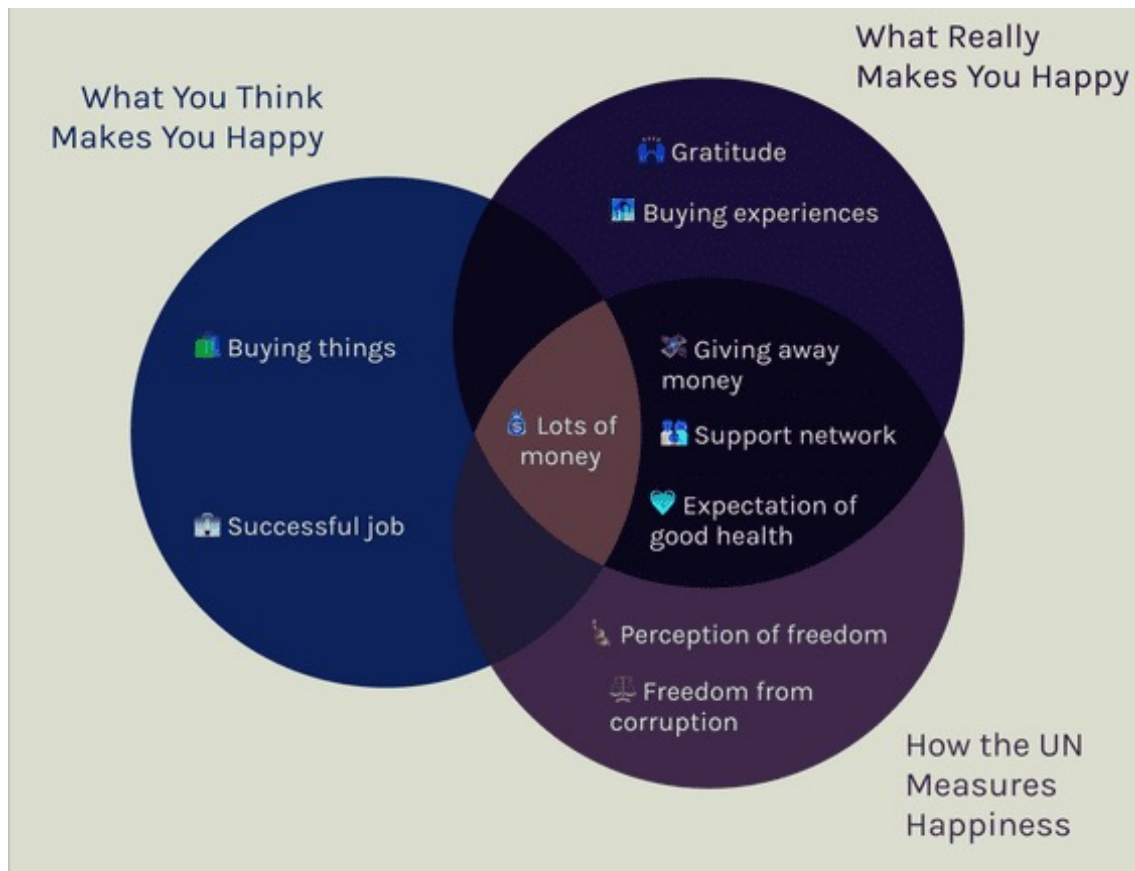 What You Think
Makes You Happy
What Really
Makes You Happy
Gratitude
Buying experiences
Buying things
Successful job
Lots of
money
Giving away
money
Support network
Expectation of
good health
Perception of freedom
Freedom from
corruption
How the UN
Measures
Happiness